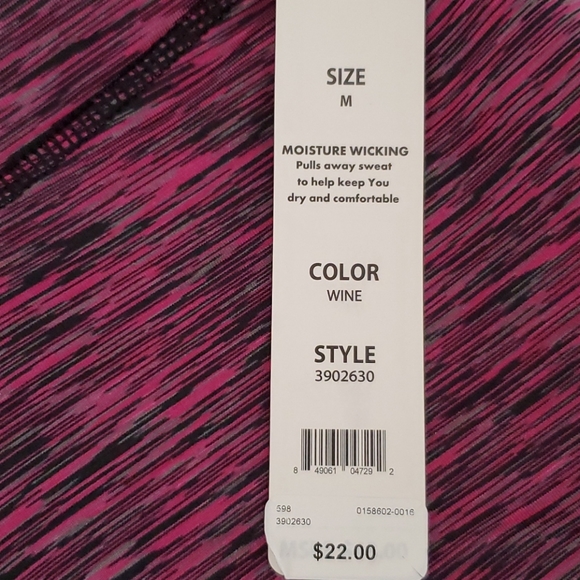 SIZE
M
MOISTURE WICKING
Pulls away sweat
to help keep You
dry and comfortable
COLOR
WINE
STYLE
3902630
8 49061 04729 2
598 0158602-0016
3902630
$22.00